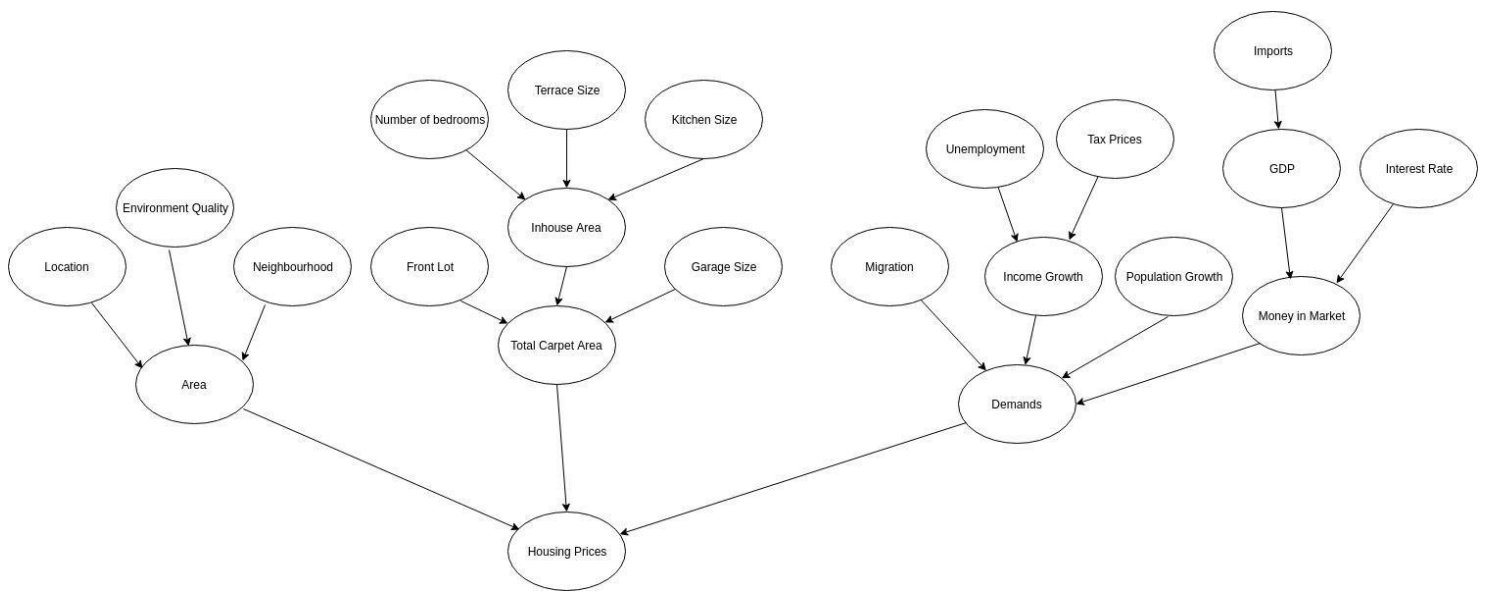 Imports
Terrace Size
Number of bedrooms
Kitchen Size
Tax Prices
Unemployment
GDP
Interest Rate
Environment Quality
Inhouse Area
Location
Neighbourhood
Front Lot
Garage Size
Migration
Income Growth
Population Growth
Money in Market
Total Carpet Area
Area
Demands
Housing Prices